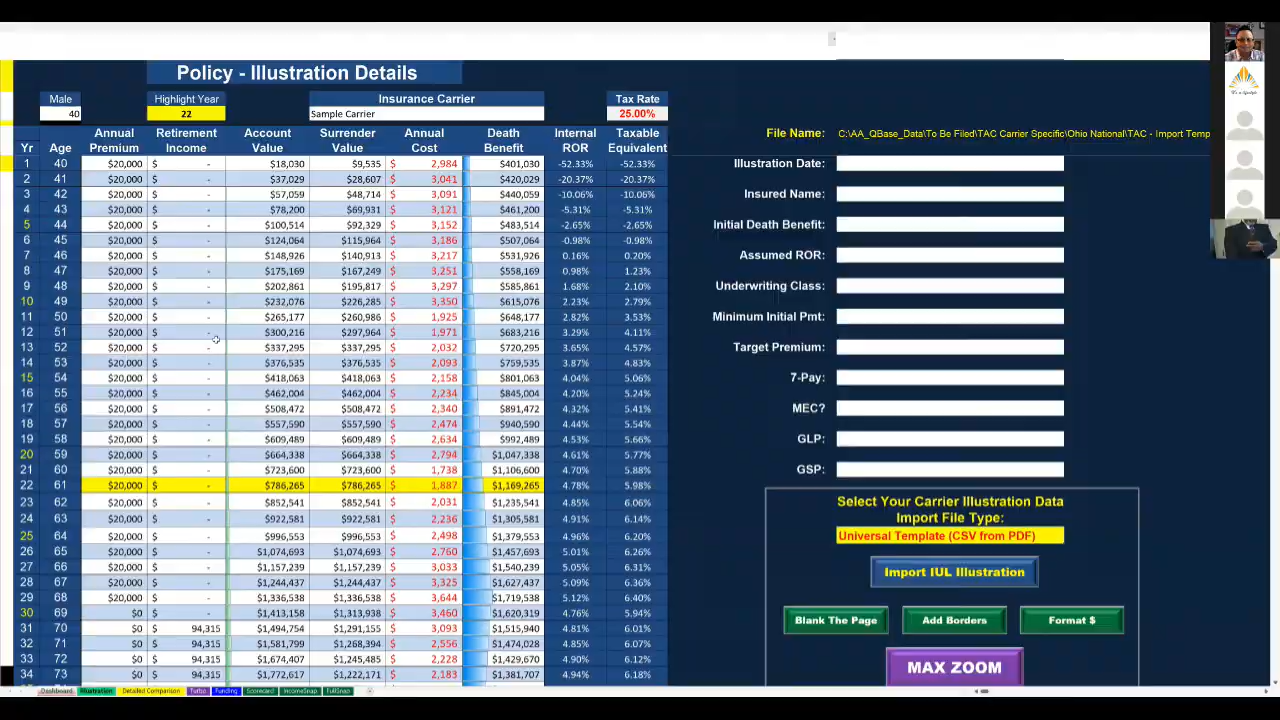 Policy - Illustration Details
Male Highlight Year Insurance Carrier Tax Rate
40 22 Sample Carrier 25.00%
Annual Retirement Account Surrender Annual Death Internal Taxable
Yr Age Premium Income Value Value Cost Benefit ROR Equivalent
1 40 $20,000 $ - $18,030 $9,535 $ 2,984 $401,030 -52.33% -52.33%
2 41 $20,000 $ - $37,029 $28,607 $ 3,041 $420,029 -20.37% -20.37%
3 42 $20,000 $ - $57,059 $48,714 $ 3,091 $440,059 -10.06% -10.06%
4 43 $20,000 $ - $78,200 $69,931 $ 3,121 $461,200 -5.31% -5.31%
5 44 $20,000 $ - $100,514 $92,329 $ 3,152 $483,514 -2.65% -2.65%
6 45 $20,000 $ - $124,064 $115,964 $ 3,186 $507,064 -0.98% -0.98%
7 46 $20,000 $ - $148,926 $140,913 $ 3,217 $531,926 0.16% 0.20%
8 47 $20,000 $ - $175,169 $167,249 $ 3,251 $558,169 0.98% 1.23%
9 48 $20,000 $ - $202,861 $195,817 $ 3,297 $585,861 1.68% 2.10%
10 49 $20,000 $ - $232,076 $226,285 $ 3,350 $615,076 2.23% 2.79%
11 50 $20,000 $ - $265,177 $260,986 $ 1,925 $648,177 2.82% 3.53%
12 51 $20,000 $ - $300,216 $297,964 $ 1,971 $683,216 3.29% 4.11%
13 52 $20,000 $ - $337,295 $337,295 $ 2,032 $720,295 3.65% 4.57%
14 53 $20,000 $ - $376,535 $376,535 $ 2,093 $759,535 3.87% 4.83%
15 54 $20,000 $ - $418,063 $418,063 $ 2,158 $801,063 4.04% 5.06%
16 55 $20,000 $ - $462,004 $462,004 $ 2,234 $845,004 4.20% 5.24%
17 56 $20,000 $ - $508,472 $508,472 $ 2,340 $891,472 4.32% 5.41%
18 57 $20,000 $ - $557,590 $557,590 $ 2,474 $940,590 4.44% 5.54%
19 58 $20,000 $ - $609,489 $609,489 $ 2,634 $992,489 4.53% 5.66%
20 59 $20,000 $ - $664,338 $664,338 $ 2,794 $1,047,338 4.61% 5.77%
21 60 $20,000 $ - $723,600 $723,600 $ 1,738 $1,106,600 4.70% 5.88%
22 61 $20,000 $ - $786,265 $786,265 $ 1,887 $1,169,265 4.78% 5.98%
23 62 $20,000 $ - $852,541 $852,541 $ 2,031 $1,235,541 4.85% 6.06%
24 63 $20,000 $ - $922,581 $922,581 $ 2,236 $1,305,581 4.91% 6.14%
25 64 $20,000 $ - $996,553 $996,553 $ 2,498 $1,379,553 4.96% 6.20%
26 65 $20,000 $ - $1,074,693 $1,074,693 $ 2,760 $1,457,693 5.01% 6.26%
27 66 $20,000 $ - $1,157,239 $1,157,239 $ 3,033 $1,540,239 5.05% 6.31%
28 67 $20,000 $ - $1,244,437 $1,244,437 $ 3,325 $1,627,437 5.09% 6.36%
29 68 $20,000 $ - $1,336,538 $1,336,538 $ 3,644 $1,719,538 5.12% 6.40%
30 69 $0 $ - $1,413,158 $1,313,938 $ 3,460 $1,620,319 4.76% 5.94%
31 70 $0 $ 94,315 $1,494,754 $1,291,155 $ 3,093 $1,515,940 4.81% 6.01%
32 71 $0 $ 94,315 $1,581,799 $1,268,394 $ 2,556 $1,474,028 4.85% 6.07%
33 72 $0 $ 94,315 $1,674,407 $1,245,485 $ 2,228 $1,429,670 4.90% 6.12%
34 73 $0 $ 94,315 $1,772,617 $1,222,171 $ 2,183 $1,381,707 4.94% 6.18%
File Name: C:\AA_QBase_Data\To Be Filed\TAC Carrier Specific\Ohio National\TAC - Import Temp
Illustration Date:
Insured Name:
Initial Death Benefit:
Assumed ROR:
Underwriting Class:
Minimum Initial Pmt:
Target Premium:
7-Pay:
MEC?
GLP:
GSP:
Select Your Carrier Illustration Data
Import File Type:
Universal Template (CSV from PDF)
Import IUL Illustration
Blank The Page Add Borders Format $
MAX ZOOM
Dashboard Illustration Detailed Comparison Turbo Funding Scorecard IncomeSnap FullSnap